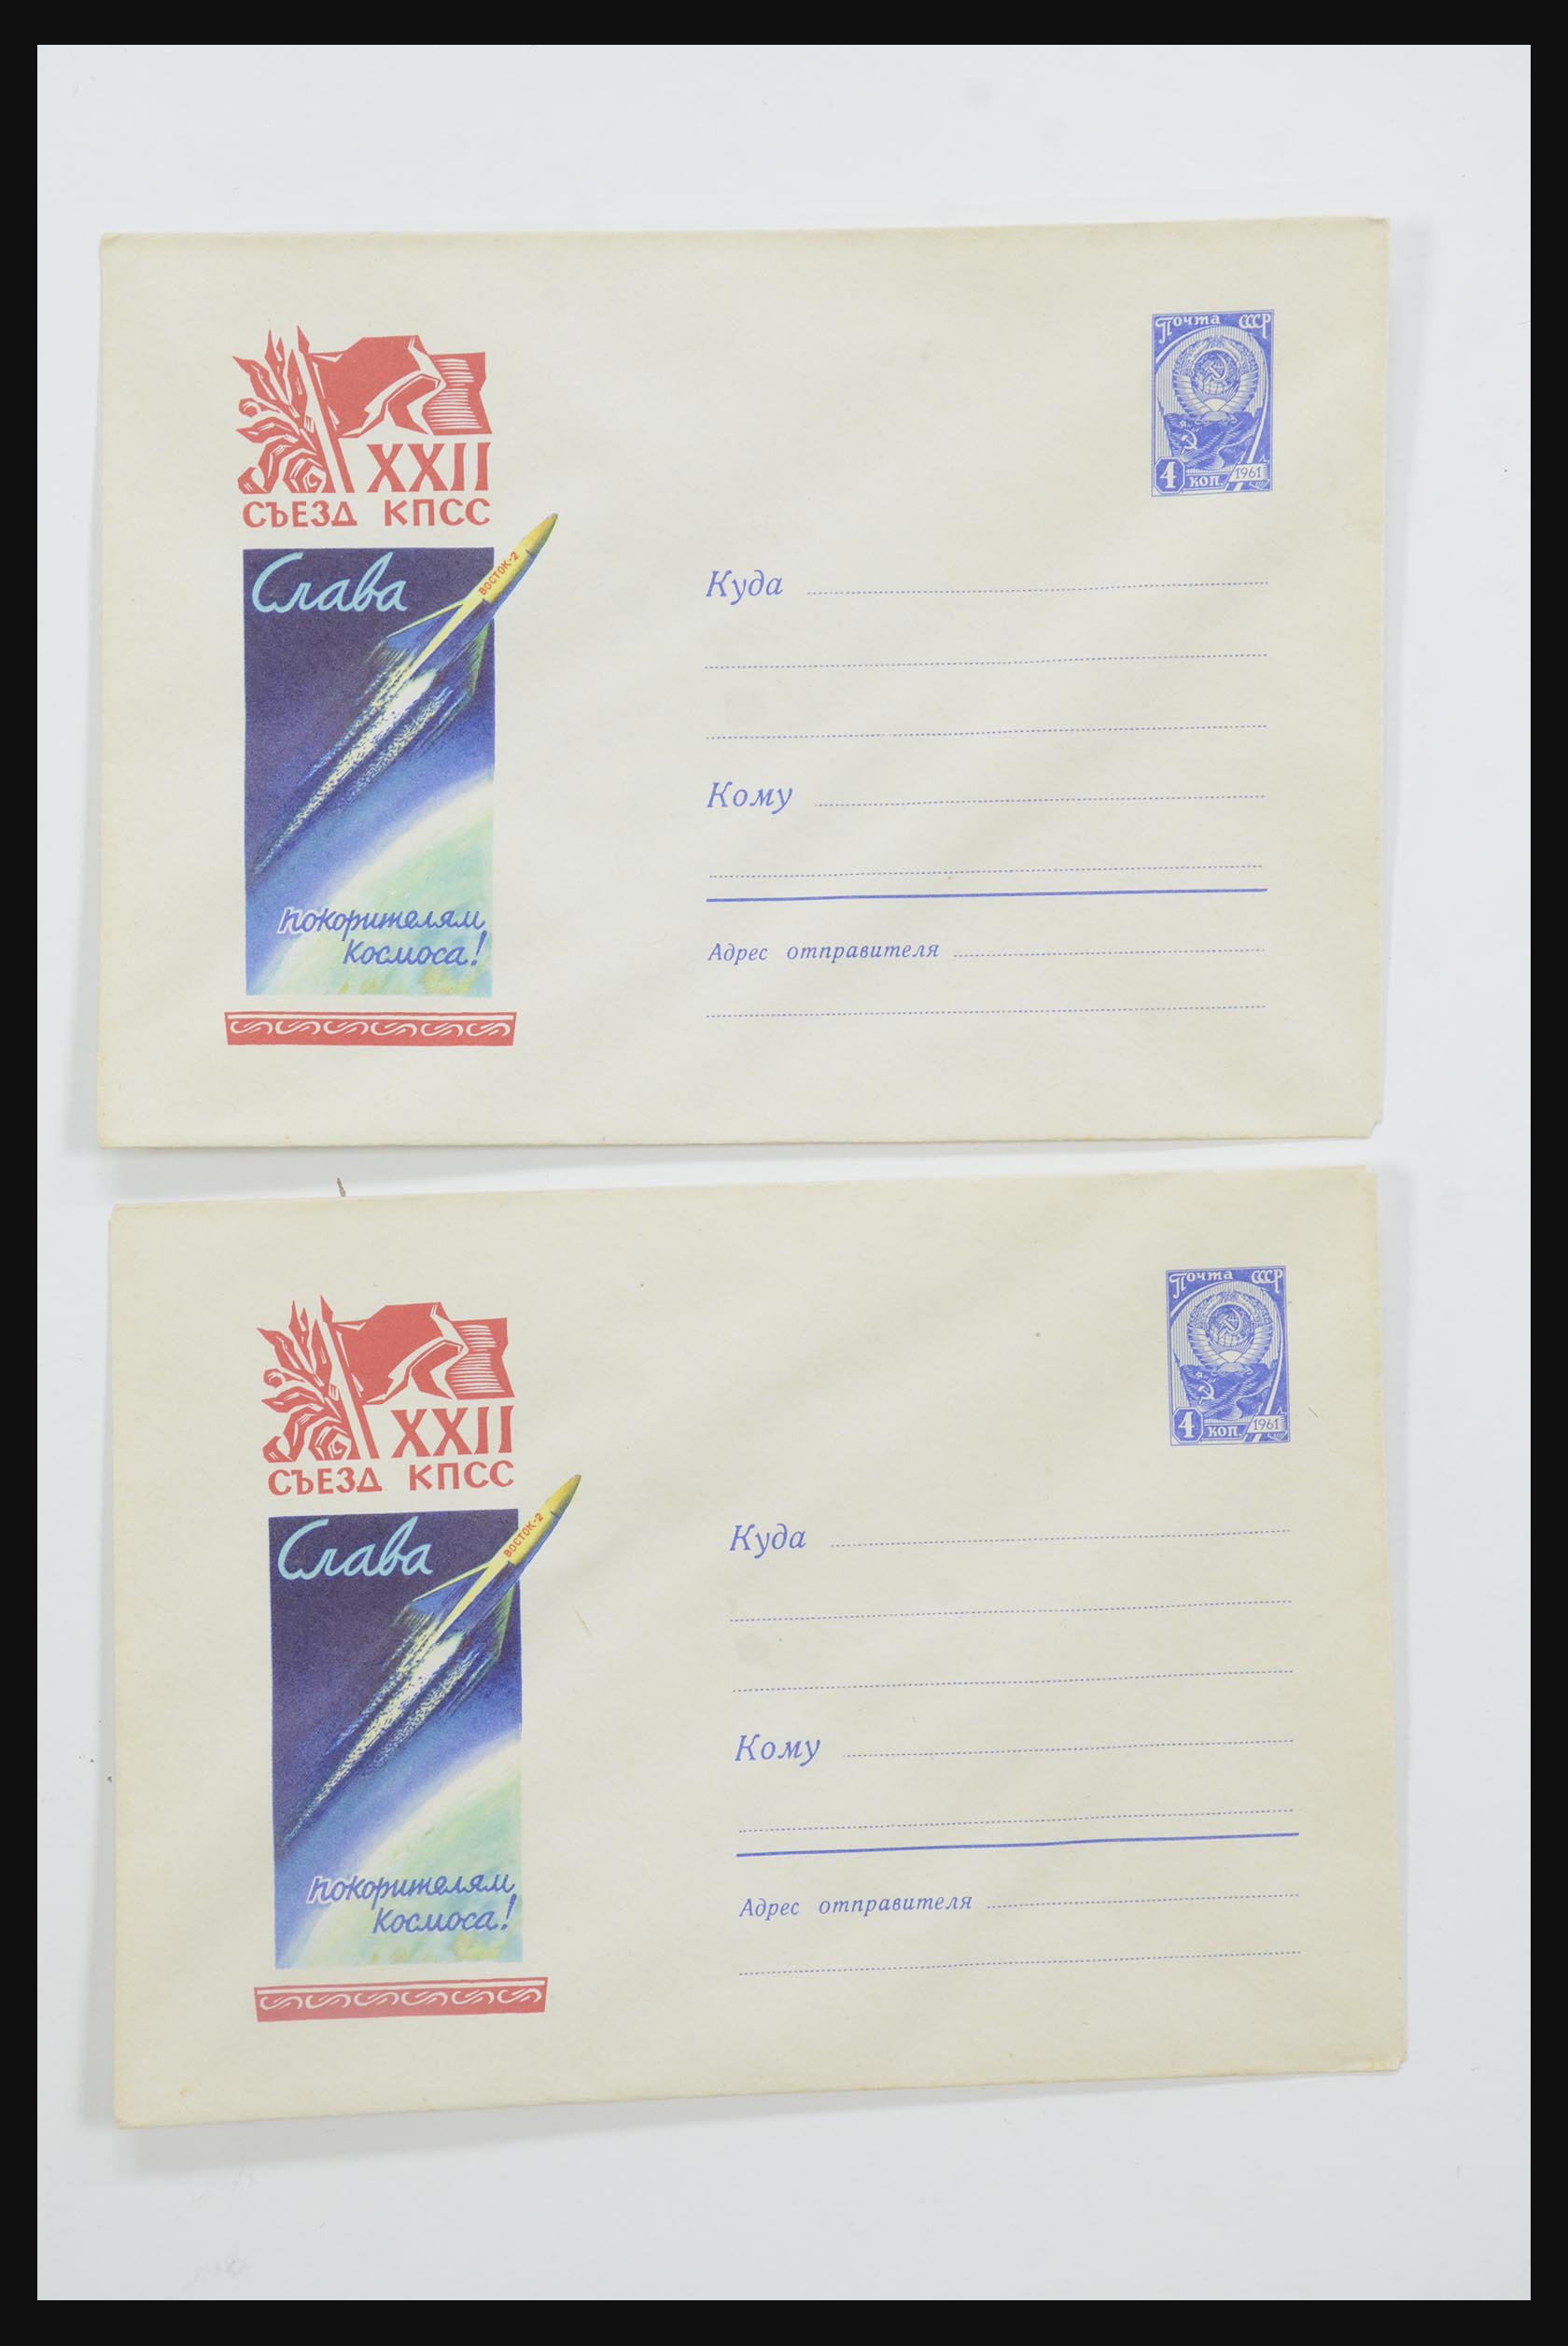 Почта СССР
4 коп. 1961
XXII
СЪЕЗД КПСС
Слава
ВОСТОК-2
покорителям
Космоса!
Куда
Кому
Адрес отправителя
Почта СССР
4 коп. 1961
XXII
СЪЕЗД КПСС
Слава
ВОСТОК-2
покорителям
Космоса!
Куда
Кому
Адрес отправителя